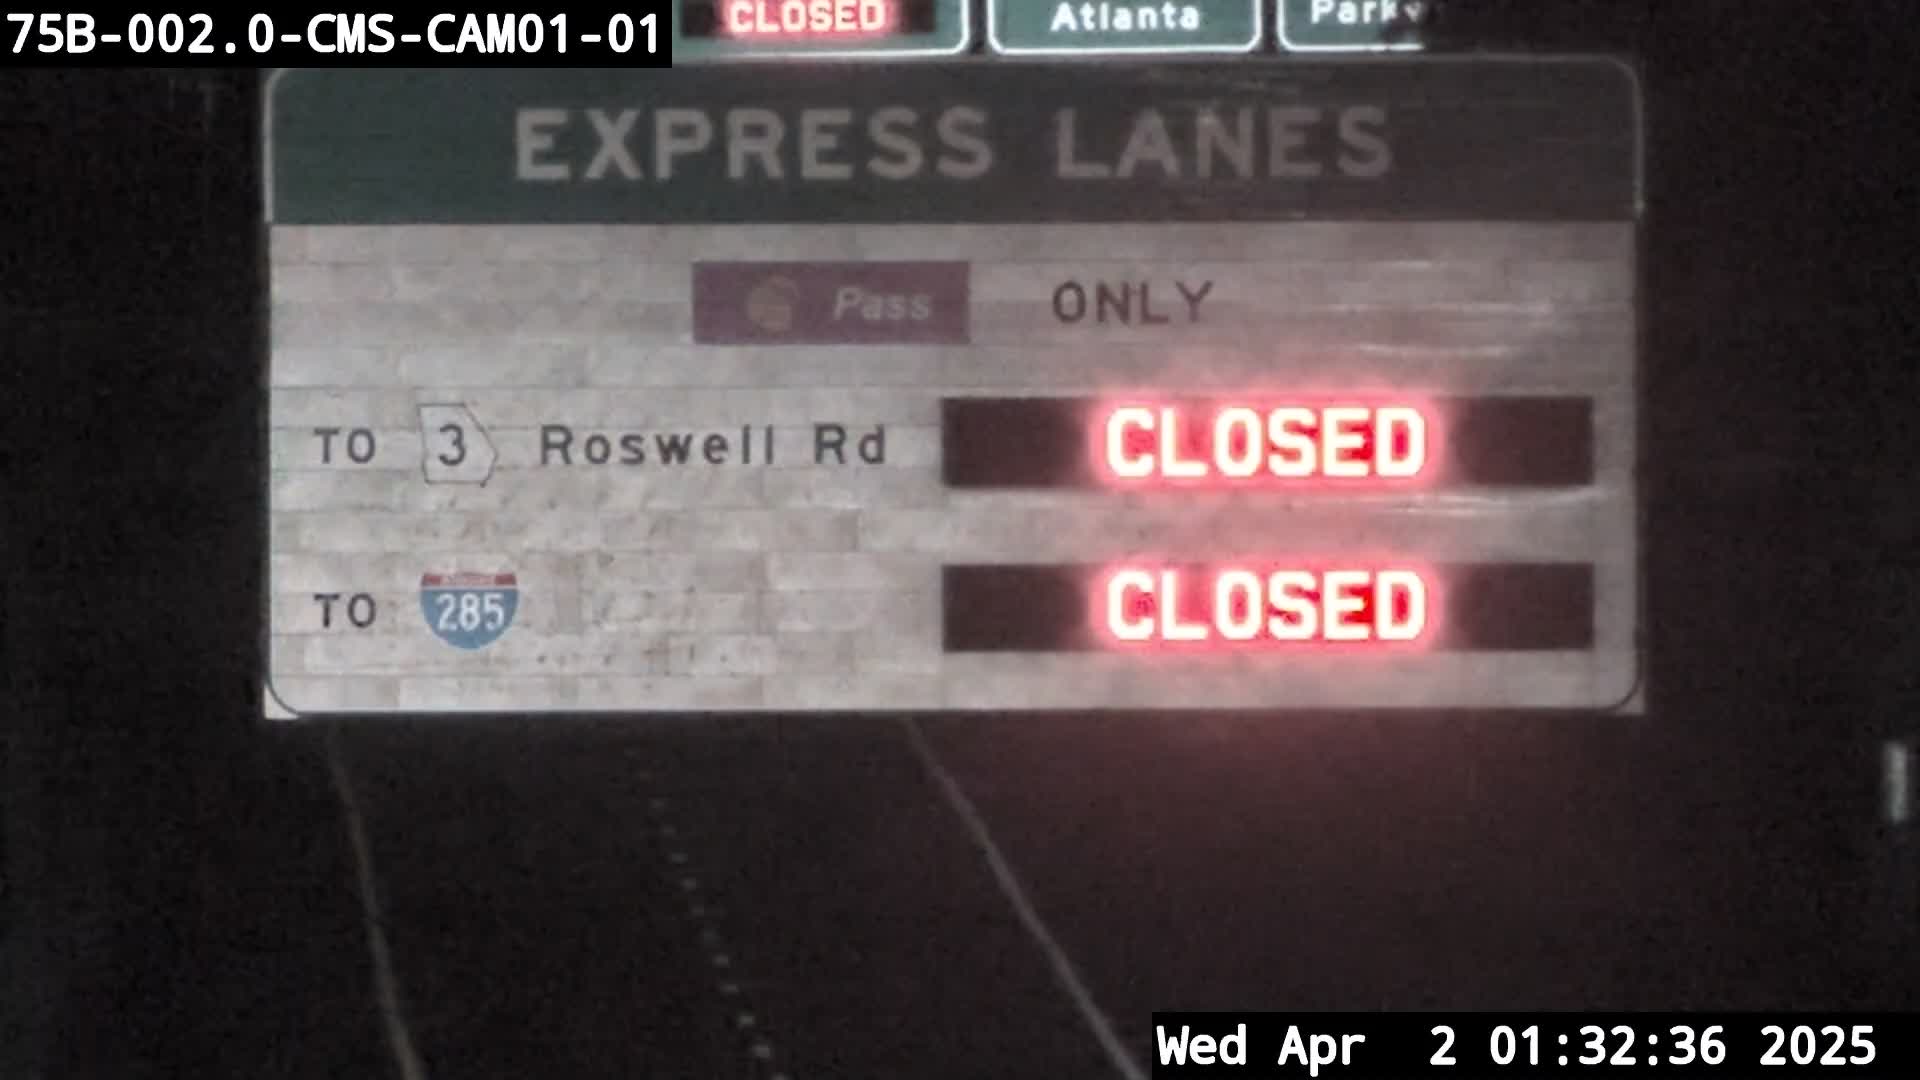 75B-002.0-CMS-CAM01-01
CLOSED
Atlanta
EXPRESS LANES
Pass ONLY
TO 3 Roswell Rd CLOSED
TO 285 CLOSED
Wed Apr 2 01:32:36 2025